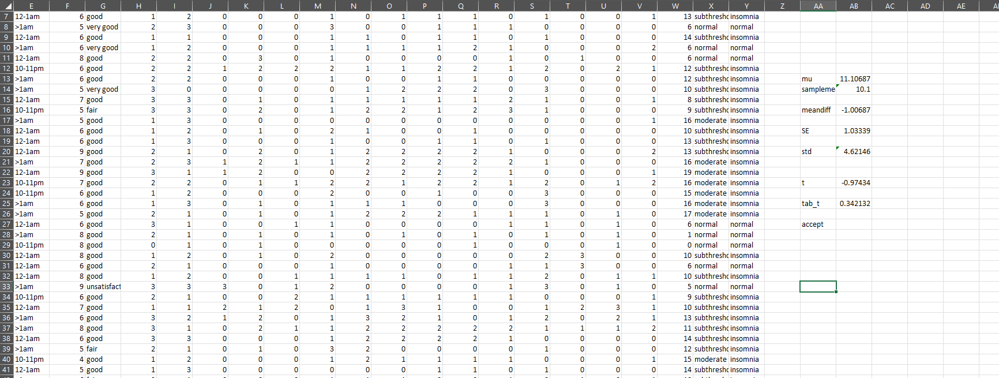 E F G H I J K L M N O P Q R S T U V W X Y Z AA AB AC AD AE
7 12-1am 6 good 1 2 0 0 0 1 0 1 1 1 0 1 0 0 1 13 subthresho insomnia
8 >1am 5 very good 2 3 0 0 0 3 0 0 1 1 1 0 0 0 0 6 normal normal
9 12-1am 6 good 1 1 0 0 0 1 1 0 1 1 0 1 0 0 0 14 subthresho insomnia
10 >1am 6 very good 1 2 0 0 0 1 1 1 1 2 1 0 0 0 2 6 normal normal
11 12-1am 8 good 2 2 0 3 0 1 0 0 0 0 1 0 1 0 0 6 normal normal
12 10-11pm 6 good 2 2 1 2 2 2 1 1 2 2 1 2 0 2 1 12 subthresho insomnia
13 >1am 6 good 2 2 0 0 0 1 0 0 1 1 0 0 0 0 0 12 subthresho insomnia mu 11.10687
14 >1am 5 very good 3 0 0 0 0 0 1 2 2 2 0 3 0 0 0 10 subthresho insomnia sampleme 10.1
15 12-1am 7 good 3 3 0 1 0 1 1 1 1 1 2 1 0 0 1 8 subthresho insomnia
16 10-11pm 5 fair 3 3 0 2 0 1 2 2 1 2 3 1 0 0 0 9 subthresho insomnia meandiff -1.00687
17 >1am 5 good 1 3 0 0 0 0 0 0 0 0 0 0 0 0 1 16 moderate insomnia
18 12-1am 6 good 1 2 0 1 0 2 1 0 0 1 0 0 0 0 0 10 subthresho insomnia SE 1.03339
19 12-1am 6 good 1 3 0 0 0 1 0 0 1 1 0 1 0 0 0 13 subthresho insomnia
20 12-1am 9 good 2 1 0 2 0 1 2 2 2 2 1 0 0 0 2 13 subthresho insomnia std 4.62146
21 >1am 7 good 2 3 1 2 1 1 2 2 2 2 2 1 0 0 0 16 moderate insomnia
22 12-1am 9 good 3 1 1 2 0 0 2 2 2 2 1 0 0 0 1 19 moderate insomnia
23 10-11pm 7 good 2 2 0 1 1 2 2 1 2 2 1 2 0 1 2 16 moderate insomnia t -0.97434
24 10-11pm 6 good 1 2 0 0 0 2 0 0 1 0 0 3 0 0 0 15 moderate insomnia
25 >1am 6 good 1 3 0 1 0 1 1 1 0 0 0 3 0 0 0 16 moderate insomnia tab_t 0.342132
26 >1am 5 good 2 1 0 1 0 1 2 2 2 1 1 1 0 1 0 17 moderate insomnia
27 12-1am 6 good 3 1 0 0 1 1 0 0 0 0 1 1 0 1 0 6 normal normal accept
28 >1am 8 good 2 1 0 1 0 1 0 1 0 1 0 1 0 1 0 1 normal normal
29 10-11pm 8 good 0 1 0 1 0 0 0 0 0 1 0 0 0 1 0 0 normal normal
30 12-1am 8 good 1 2 0 1 0 2 0 0 0 0 0 2 3 0 0 10 subthresho insomnia
31 12-1am 6 good 2 1 0 0 0 1 0 0 0 0 1 1 3 0 0 6 normal normal
32 12-1am 8 good 1 2 0 0 1 1 1 1 0 1 1 2 0 1 1 10 subthresho insomnia
33 >1am 9 unsatisfact 3 3 3 0 1 2 0 0 0 0 1 3 0 1 0 5 normal normal
34 10-11pm 6 good 2 1 0 0 2 1 1 1 1 1 1 0 0 0 1 9 subthresho insomnia
35 12-1am 7 good 1 1 2 1 2 0 1 3 1 0 0 1 2 3 1 10 subthresho insomnia
36 >1am 6 good 3 2 1 2 0 1 3 2 1 0 1 2 0 2 1 13 subthresho insomnia
37 >1am 8 good 3 1 0 2 1 1 2 2 2 2 2 1 1 1 2 11 subthresho insomnia
38 12-1am 6 good 3 3 0 0 0 1 2 2 2 2 1 0 0 0 0 14 subthresho insomnia
39 >1am 5 fair 2 1 0 1 0 3 2 0 0 0 0 1 0 0 0 12 subthresho insomnia
40 10-11pm 4 good 1 2 0 0 0 1 2 1 1 1 1 0 0 0 1 15 moderate insomnia
41 12-1am 5 good 1 3 0 0 0 0 0 0 1 1 0 1 0 0 0 14 subthresho insomnia